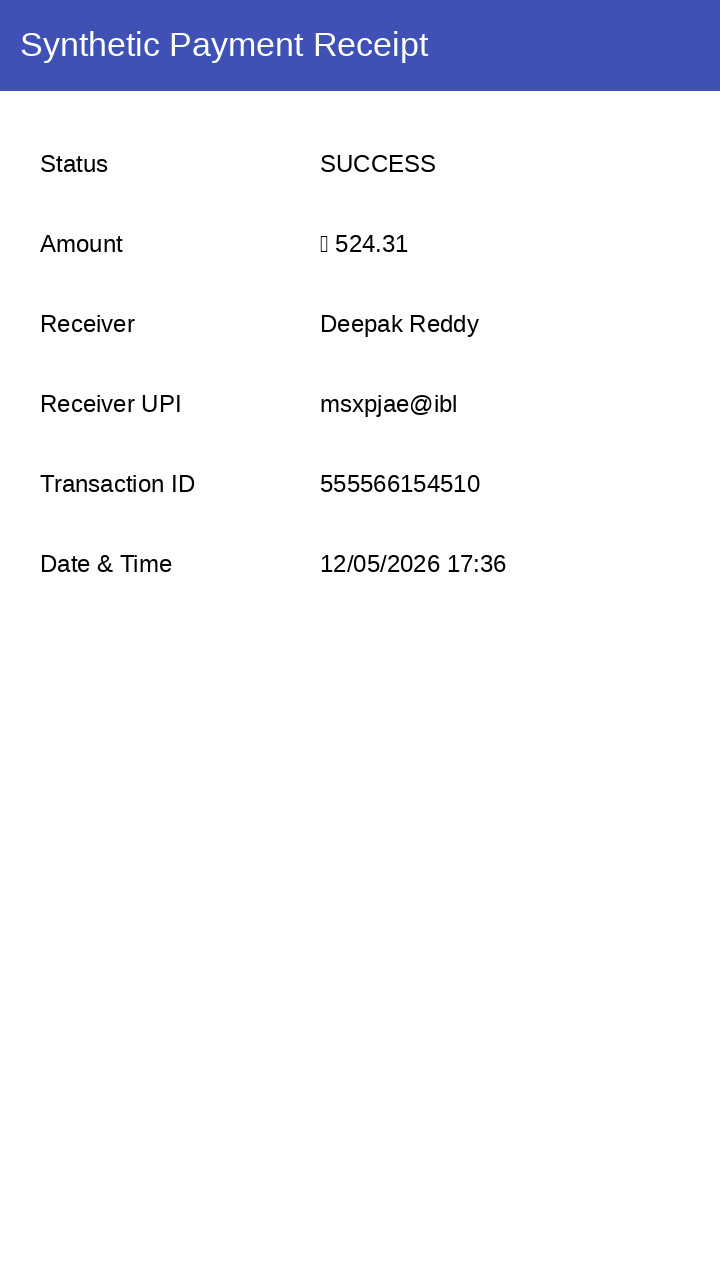 Synthetic Payment Receipt
Status SUCCESS
Amount 524.31
Receiver Deepak Reddy
Receiver UPI msxpjae@ibl
Transaction ID 555566154510
Date & Time 12/05/2026 17:36